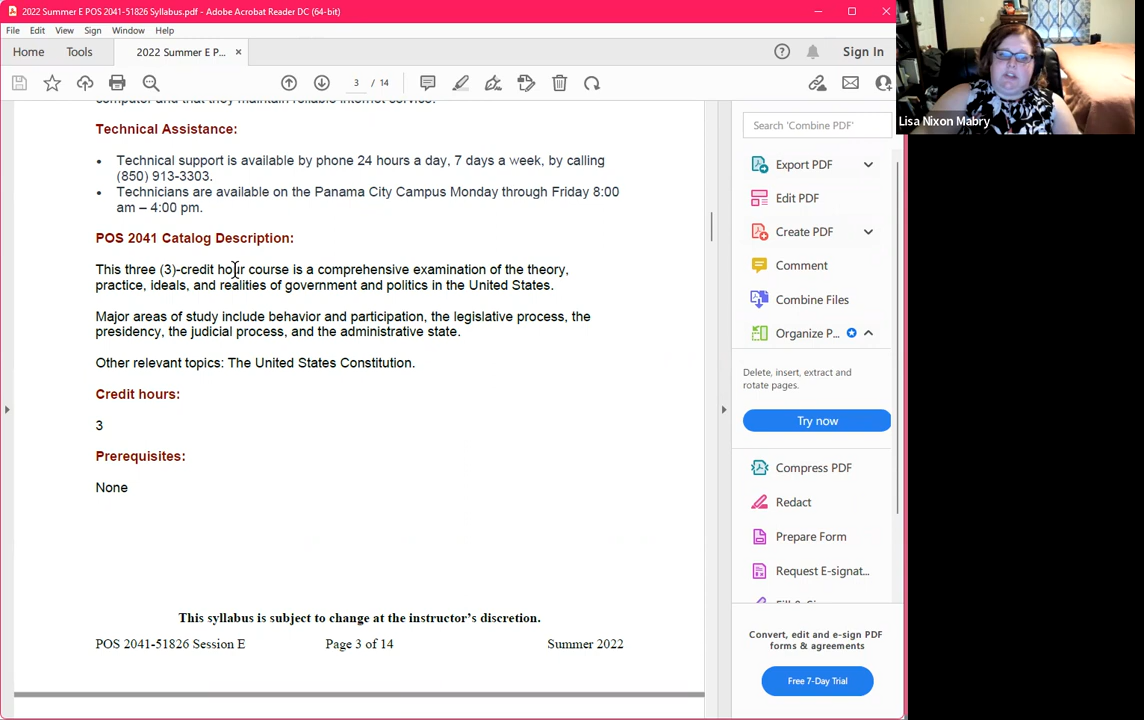 2022 Summer E POS 2041-51826 Syllabus.pdf - Adobe Acrobat Reader DC (64-bit)
File Edit View Sign Window Help
Home Tools 2022 Summer E P... × Sign In
3 / 14
Lisa Nixon Mabry
computer and that they maintain reliable internet service.
Technical Assistance:
• Technical support is available by phone 24 hours a day, 7 days a week, by calling
(850) 913-3303.
• Technicians are available on the Panama City Campus Monday through Friday 8:00
am – 4:00 pm.
POS 2041 Catalog Description:
This three (3)-credit hour course is a comprehensive examination of the theory,
practice, ideals, and realities of government and politics in the United States.
Major areas of study include behavior and participation, the legislative process, the
presidency, the judicial process, and the administrative state.
Other relevant topics: The United States Constitution.
Credit hours:
3
Prerequisites:
None
This syllabus is subject to change at the instructor's discretion.
POS 2041-51826 Session E Page 3 of 14 Summer 2022
Search 'Combine PDF'
Export PDF
Edit PDF
Create PDF
Comment
Combine Files
Organize P...
Delete, insert, extract and
rotate pages.
Try now
Compress PDF
Redact
Prepare Form
Request E-signat...
Convert, edit and e-sign PDF
forms & agreements
Free 7-Day Trial